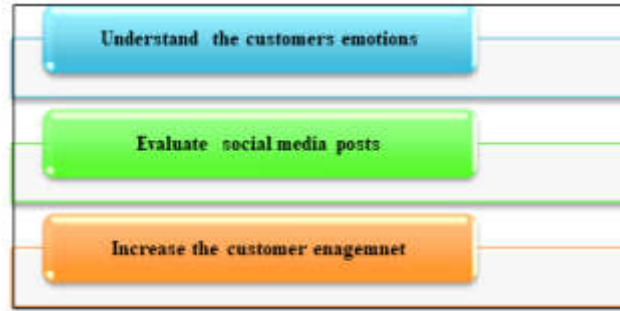 Understand the customers emotions
Evaluate social media posts
Increase the customer enagemnet